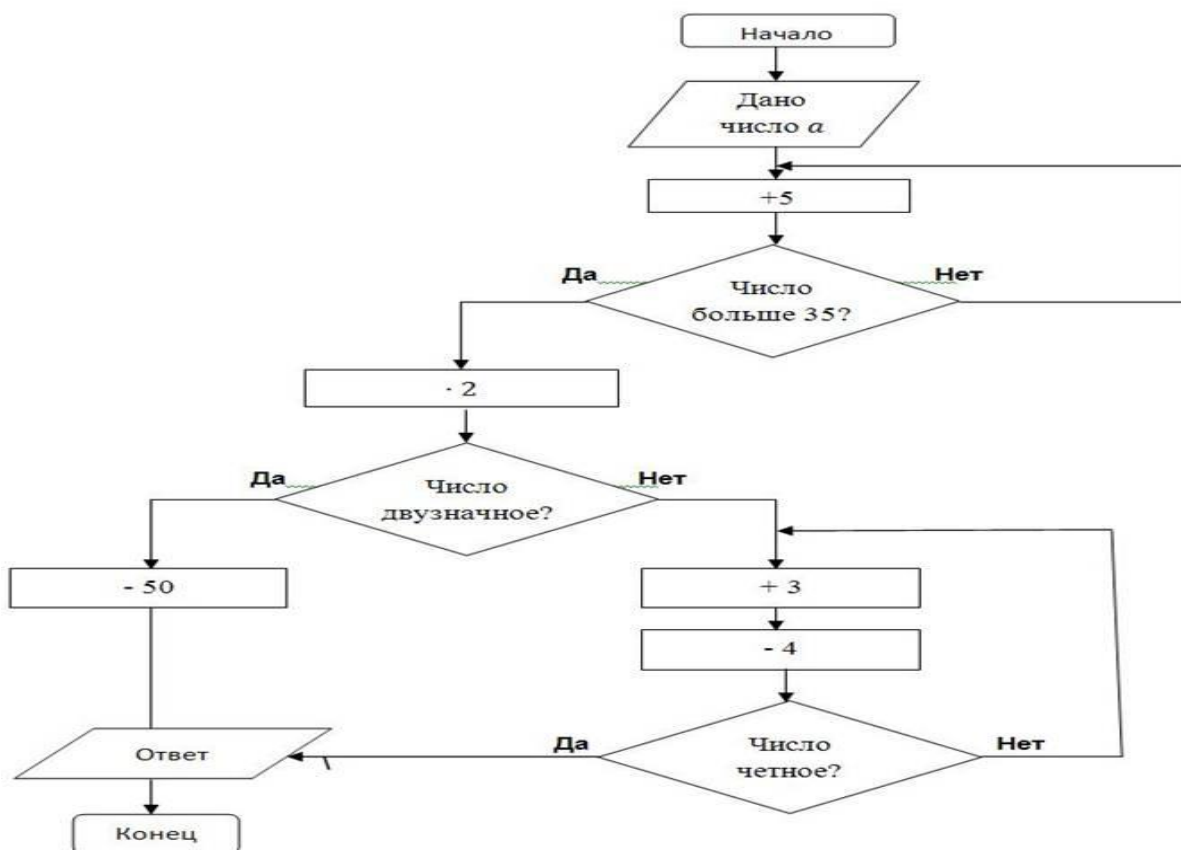 Начало
Дано
число a
+5
Да
Нет
Число
больше 35?
· 2
Да
Нет
Число
двузначное?
- 50
+ 3
- 4
Да
Нет
Число
четное?
Ответ
Конец